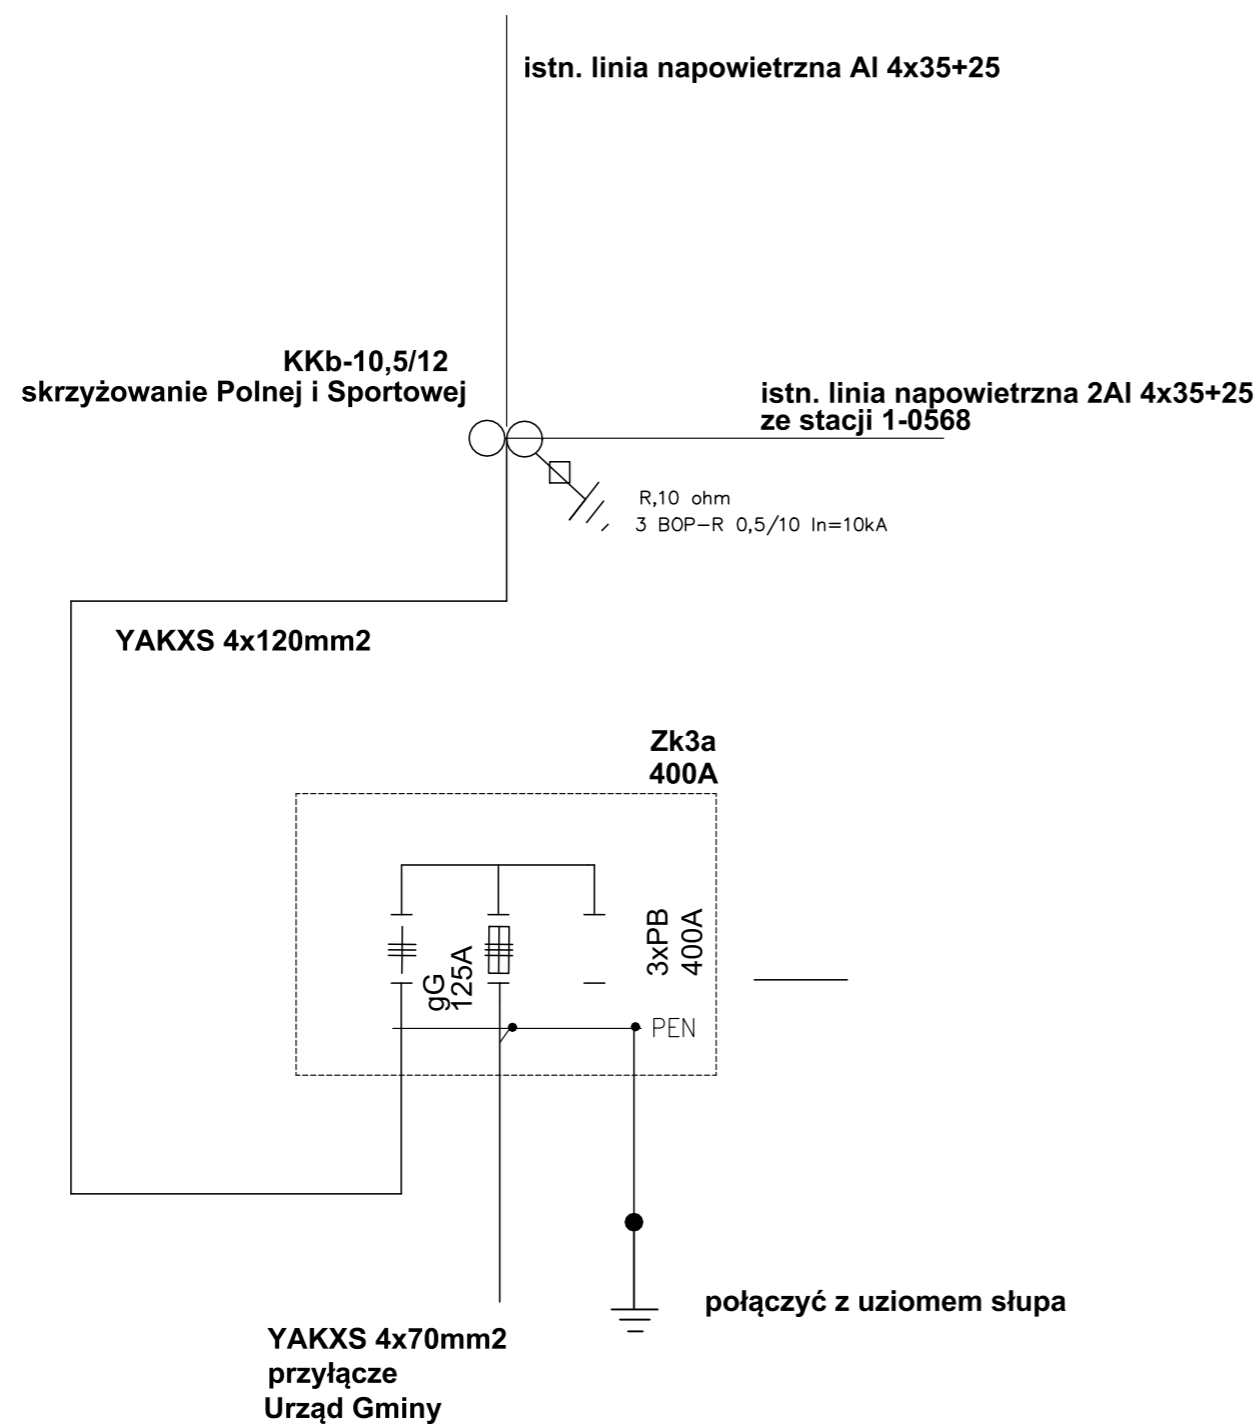 istn. linia napowietrzna Al 4x35+25
KKb-10,5/12
skrzyżowanie Polnej i Sportowej
istn. linia napowietrzna 2Al 4x35+25
ze stacji 1-0568
R,10 ohm
3 BOP-R 0,5/10 In=10kA
YAKXS 4x120mm2
Zk3a
400A
gG
125A
3xPB
400A
PEN
połączyć z uziomem słupa
YAKXS 4x70mm2
przyłącze
Urząd Gminy